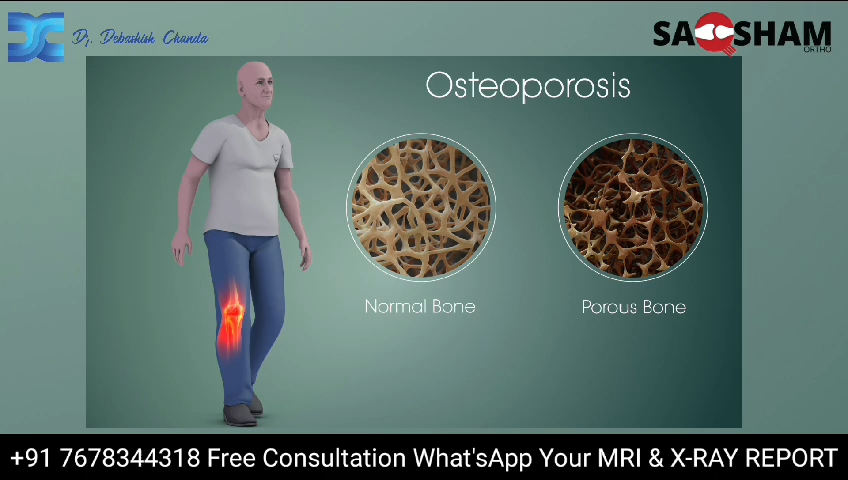 Dr. Debashish Chanda
SAKSHAM
ORTHO
Osteoporosis
Normal Bone
Porous Bone
+91 7678344318 Free Consultation What'sApp Your MRI & X-RAY REPORT